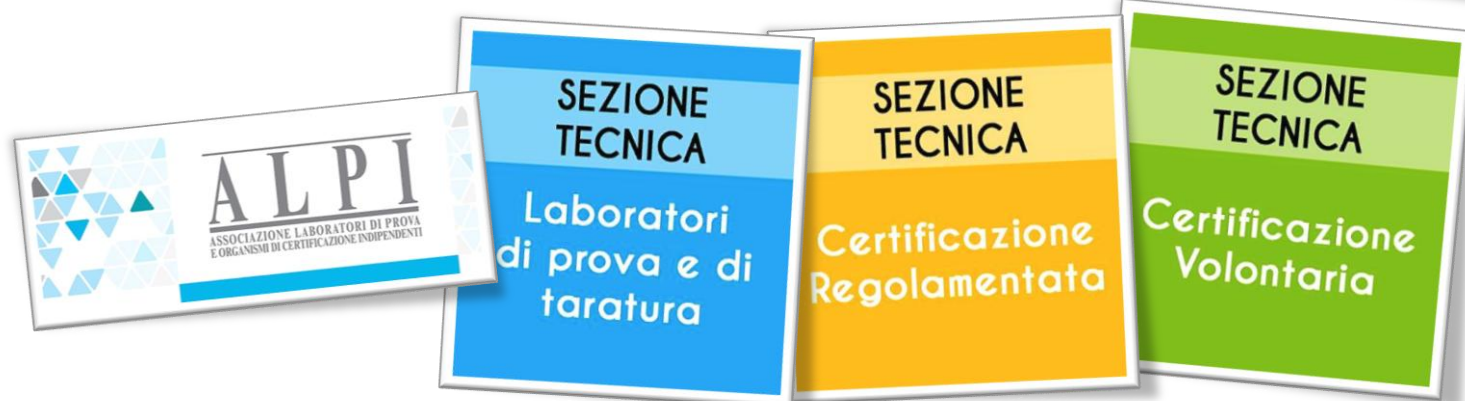 ALPI
ASSOCIAZIONE LABORATORI DI PROVA
E ORGANISMI DI CERTIFICAZIONE INDIPENDENTI
SEZIONE
TECNICA
Laboratori
di prova e di
taratura
SEZIONE
TECNICA
Certificazione
Regolamentata
SEZIONE
TECNICA
Certificazione
Volontaria